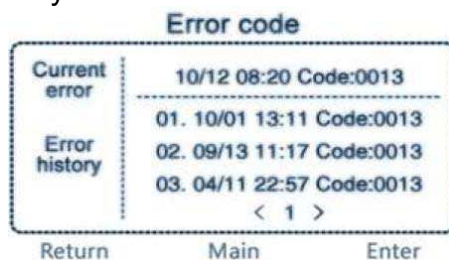 Error code
Current error
10/12 08:20 Code:0013
Error history
01. 10/01 13:11 Code:0013
02. 09/13 11:17 Code:0013
03. 04/11 22:57 Code:0013
< 1 >
Return Main Enter